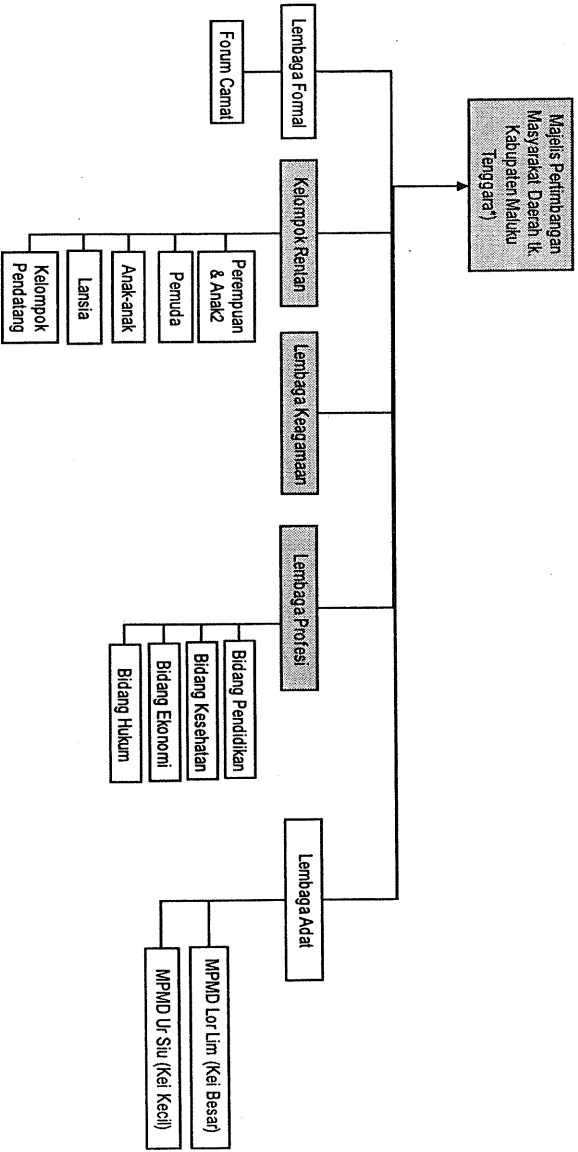 Majelis Pertimbangan
Masyarakat Daerah tk.
Kabupaten Maluku
Tenggara*)
Lembaga Formal
Forum Camat
Kelompok Rentan
Perempuan
& Anak2
Pemuda
Anak-anak
Lansia
Kelompok
Pendatang
Lembaga Keagamaan
Lembaga Profesi
Bidang Pendidikan
Bidang Kesehatan
Bidang Ekonomi
Bidang Hukum
Lembaga Adat
MPMD Lor Lim (Kei Besar)
MPMD Ur Siu (Kei Kecil)